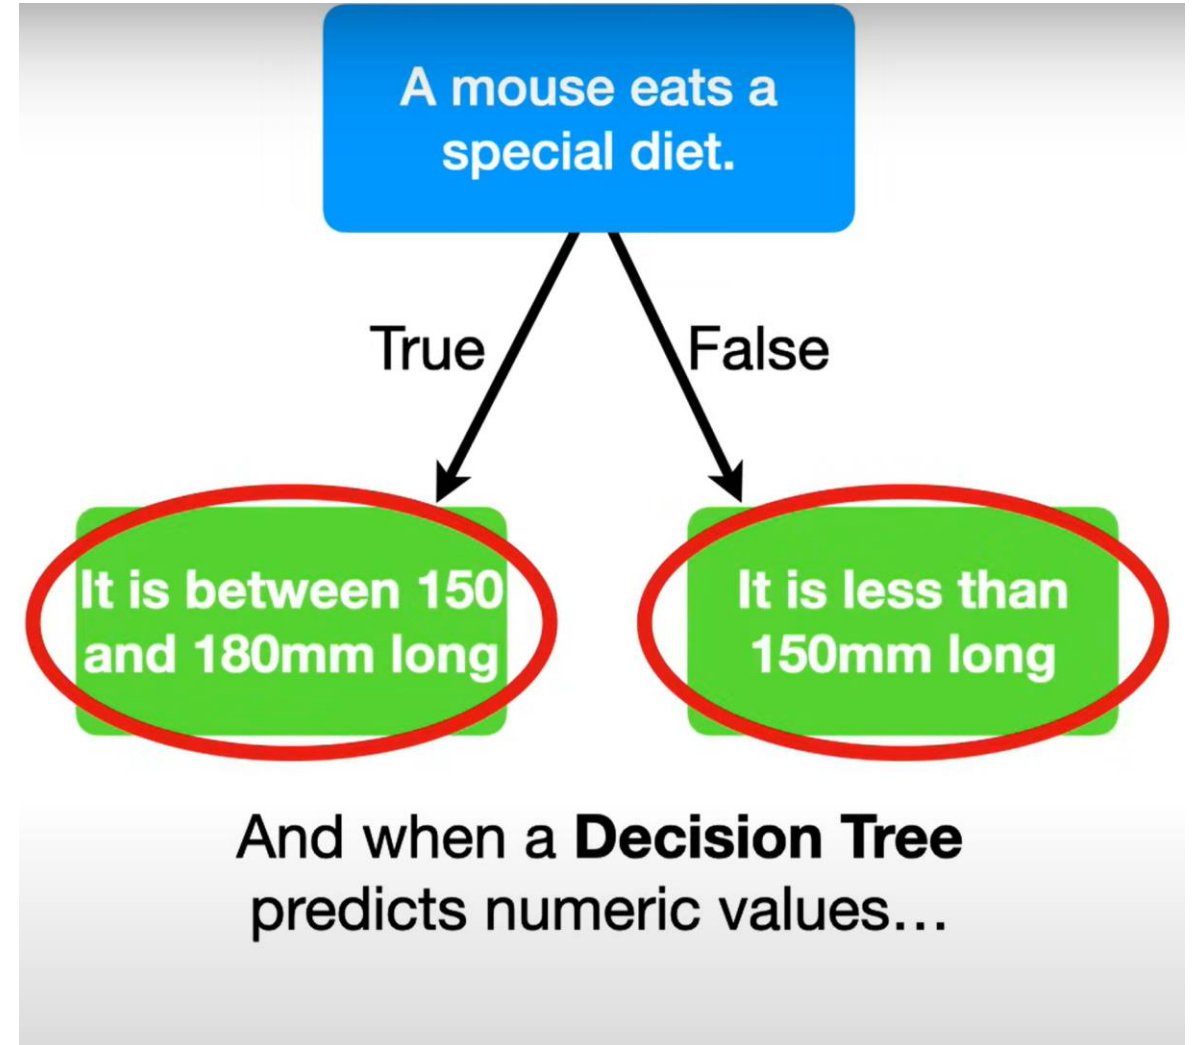 A mouse eats a
special diet.
True
False
It is between 150
and 180mm long
It is less than
150mm long
And when a Decision Tree
predicts numeric values…